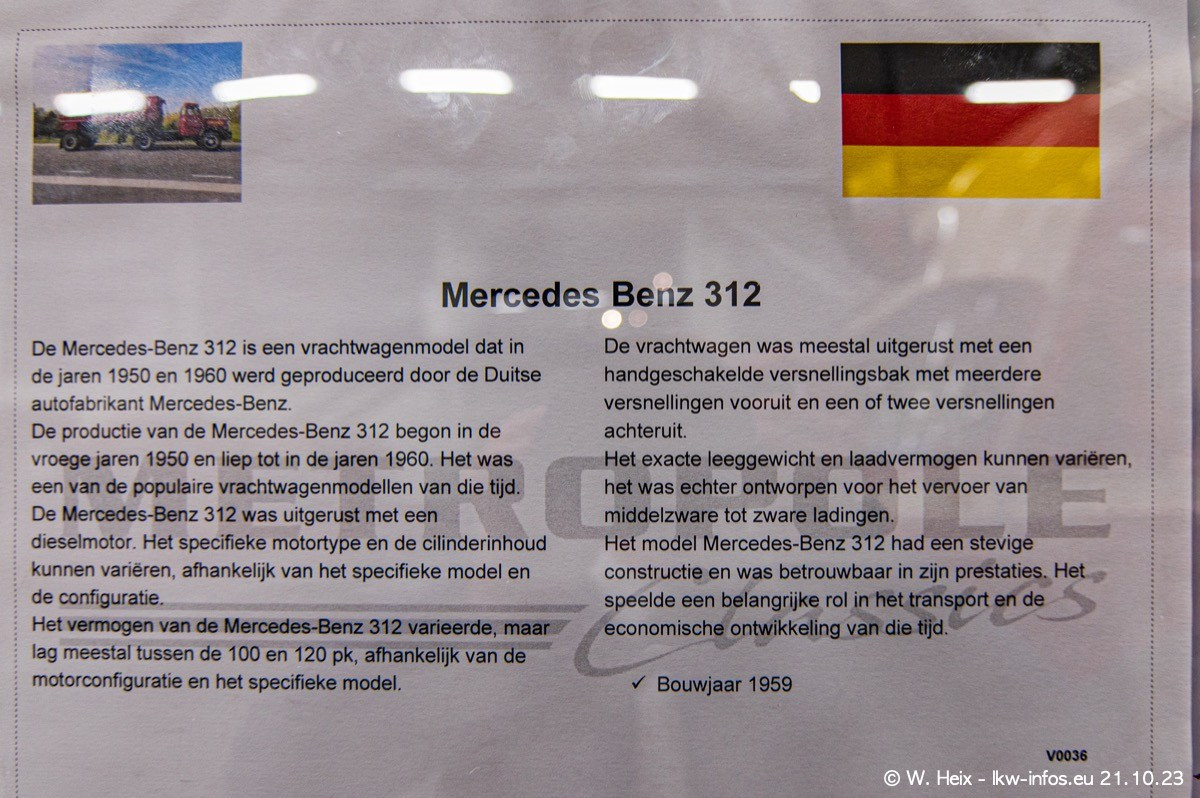 Mercedes Benz 312
De Mercedes-Benz 312 is een vrachtwagenmodel dat in
de jaren 1950 en 1960 werd geproduceerd door de Duitse
autofabrikant Mercedes-Benz.
De productie van de Mercedes-Benz 312 begon in de
vroege jaren 1950 en liep tot in de jaren 1960. Het was
een van de populaire vrachtwagenmodellen van die tijd.
De Mercedes-Benz 312 was uitgerust met een
dieselmotor. Het specifieke motortype en de cilinderinhoud
kunnen variëren, afhankelijk van het specifieke model en
de configuratie.
Het vermogen van de Mercedes-Benz 312 varieerde, maar
lag meestal tussen de 100 en 120 pk, afhankelijk van de
motorconfiguratie en het specifieke model.
De vrachtwagen was meestal uitgerust met een
handgeschakelde versnellingsbak met meerdere
versnellingen vooruit en een of twee versnellingen
achteruit.
Het exacte leeggewicht en laadvermogen kunnen variëren,
het was echter ontworpen voor het vervoer van
middelzware tot zware ladingen.
Het model Mercedes-Benz 312 had een stevige
constructie en was betrouwbaar in zijn prestaties. Het
speelde een belangrijke rol in het transport en de
economische ontwikkeling van die tijd.
✓ Bouwjaar 1959
METROPOLE
Classics
V0036
© W. Heix - lkw-infos.eu 21.10.23